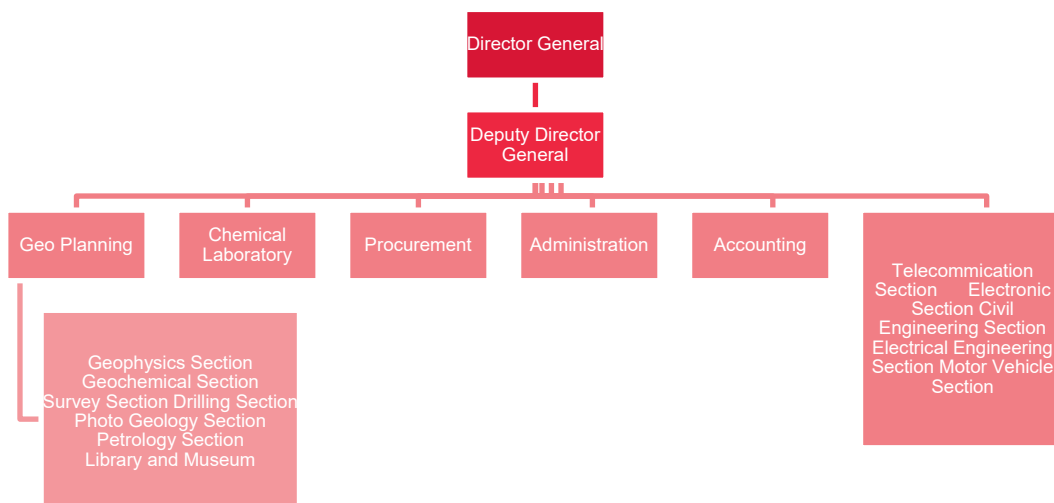 Director General
Deputy Director
General
Geo Planning
Chemical
Laboratory
Procurement
Administration
Accounting
Telecommication
Section Electronic
Section Civil
Engineering Section
Electrical Engineering
Section Motor Vehicle
Section
Geophysics Section
Geochemical Section
Survey Section Drilling Section
Photo Geology Section
Petrology Section
Library and Museum